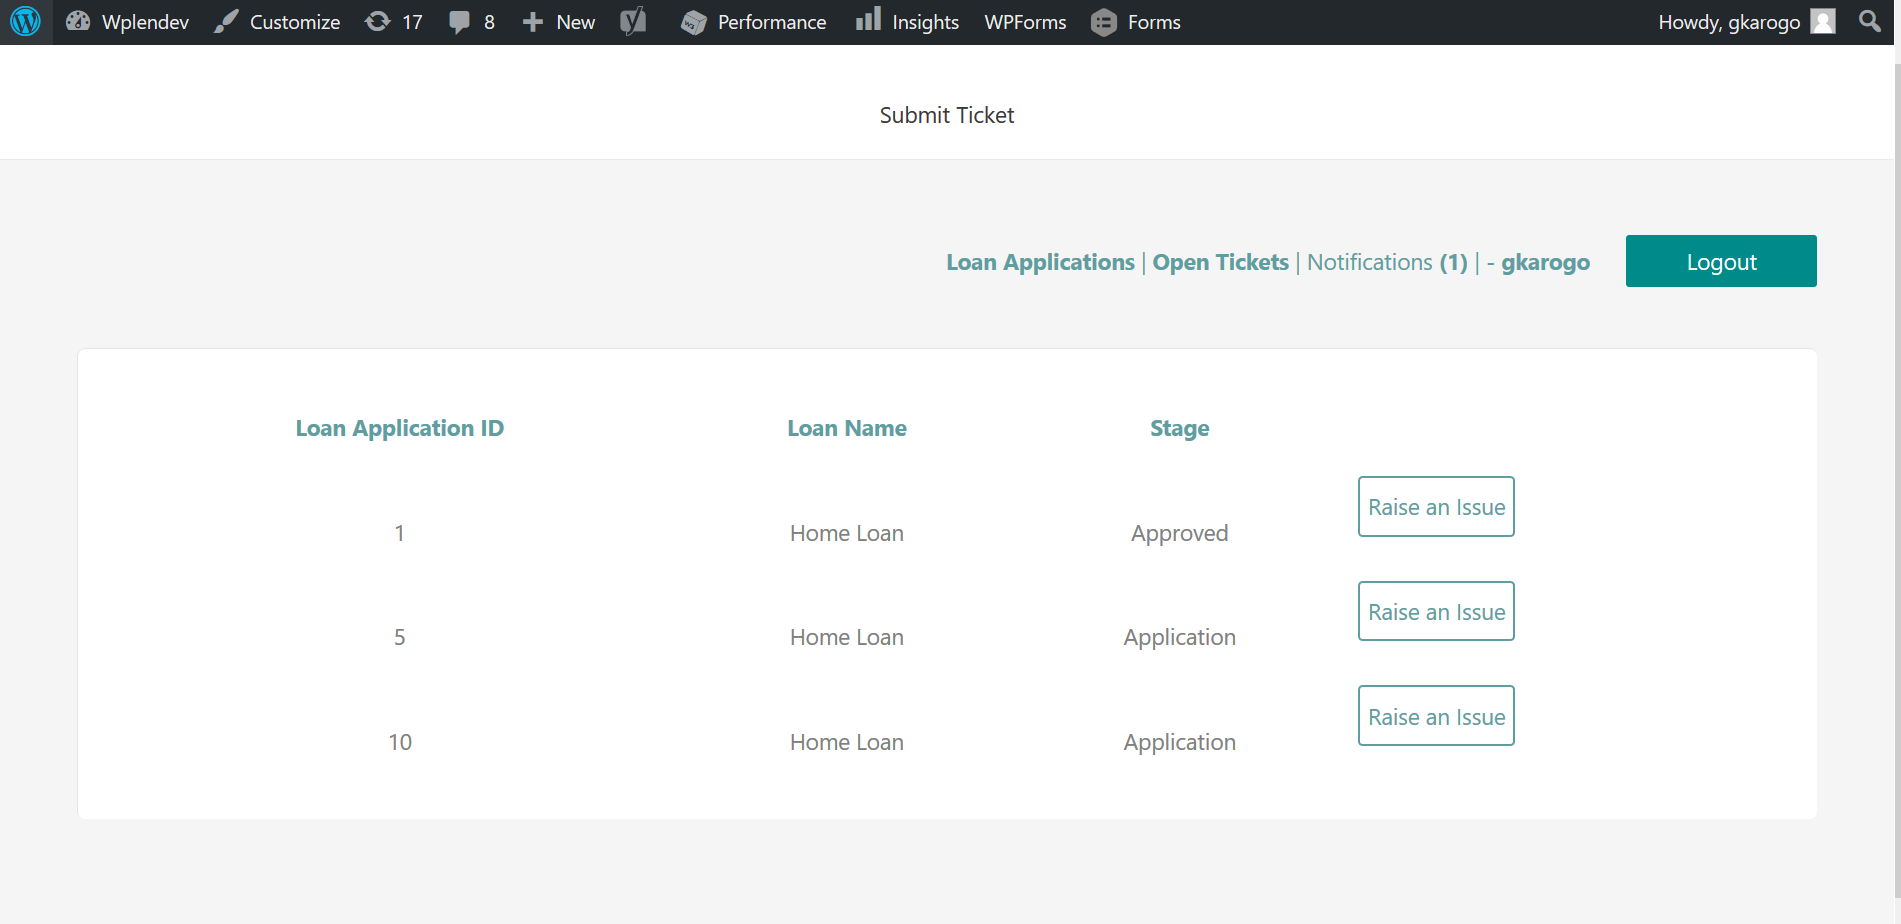 Wplendev Customize 17 8 New Performance Insights WPForms Forms Howdy, gkarogo
Submit Ticket
Loan Applications | Open Tickets | Notifications (1) | - gkarogo Logout
Loan Application ID Loan Name Stage
1 Home Loan Approved Raise an Issue
5 Home Loan Application Raise an Issue
10 Home Loan Application Raise an Issue